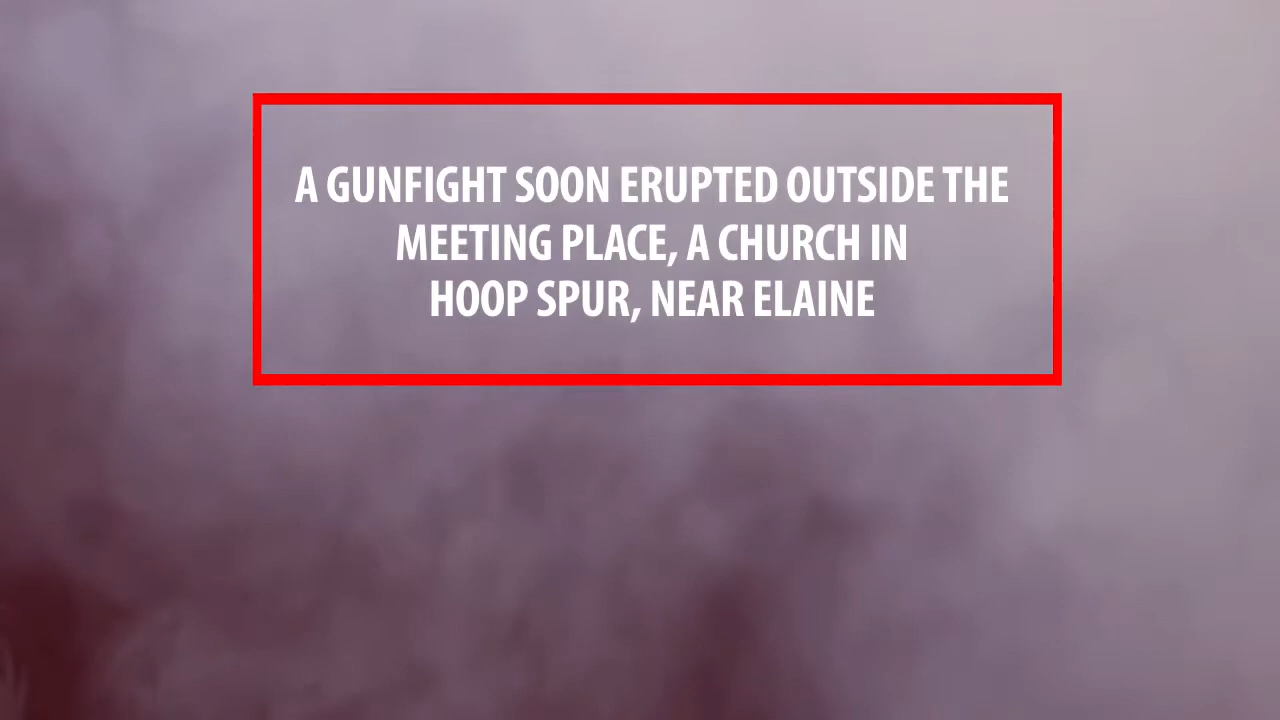 A GUNFIGHT SOON ERUPTED OUTSIDE THE
MEETING PLACE, A CHURCH IN
HOOP SPUR, NEAR ELAINE